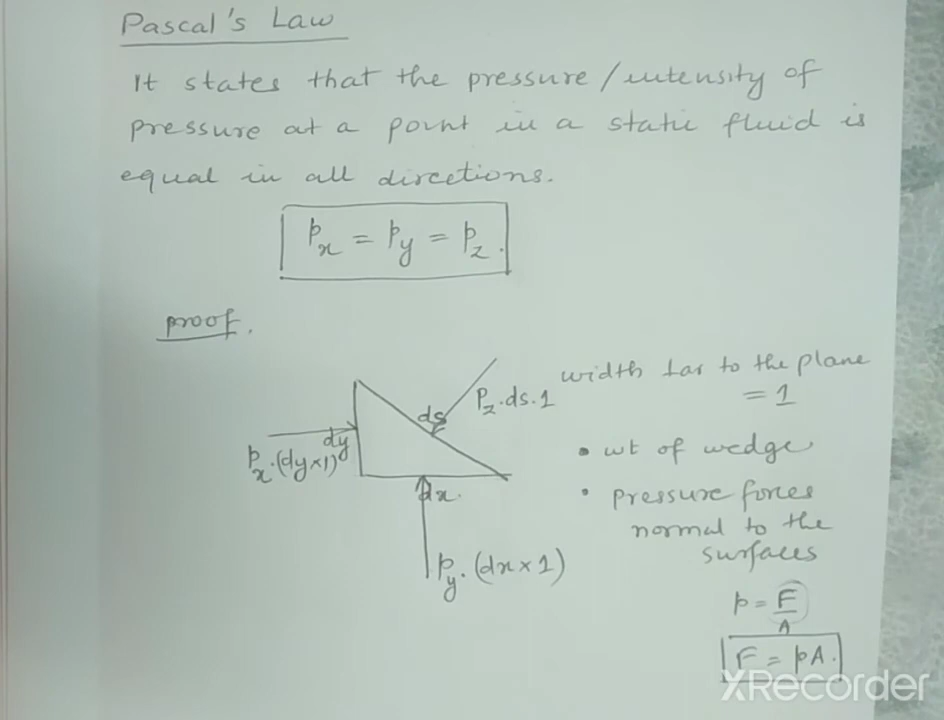 Pascal's Law
It states that the pressure/intensity of
pressure at a point in a static fluid is
equal in all directions.
px = py = pz.
proof.
width lar to the plane
= 1
pz.ds.1
ds
dy
px.(dy×1)
dx.
py.(dx×1)
• wt of wedge
• pressure forces
normal to the
surfaces
p = F/A
F = pA.
XRecorder